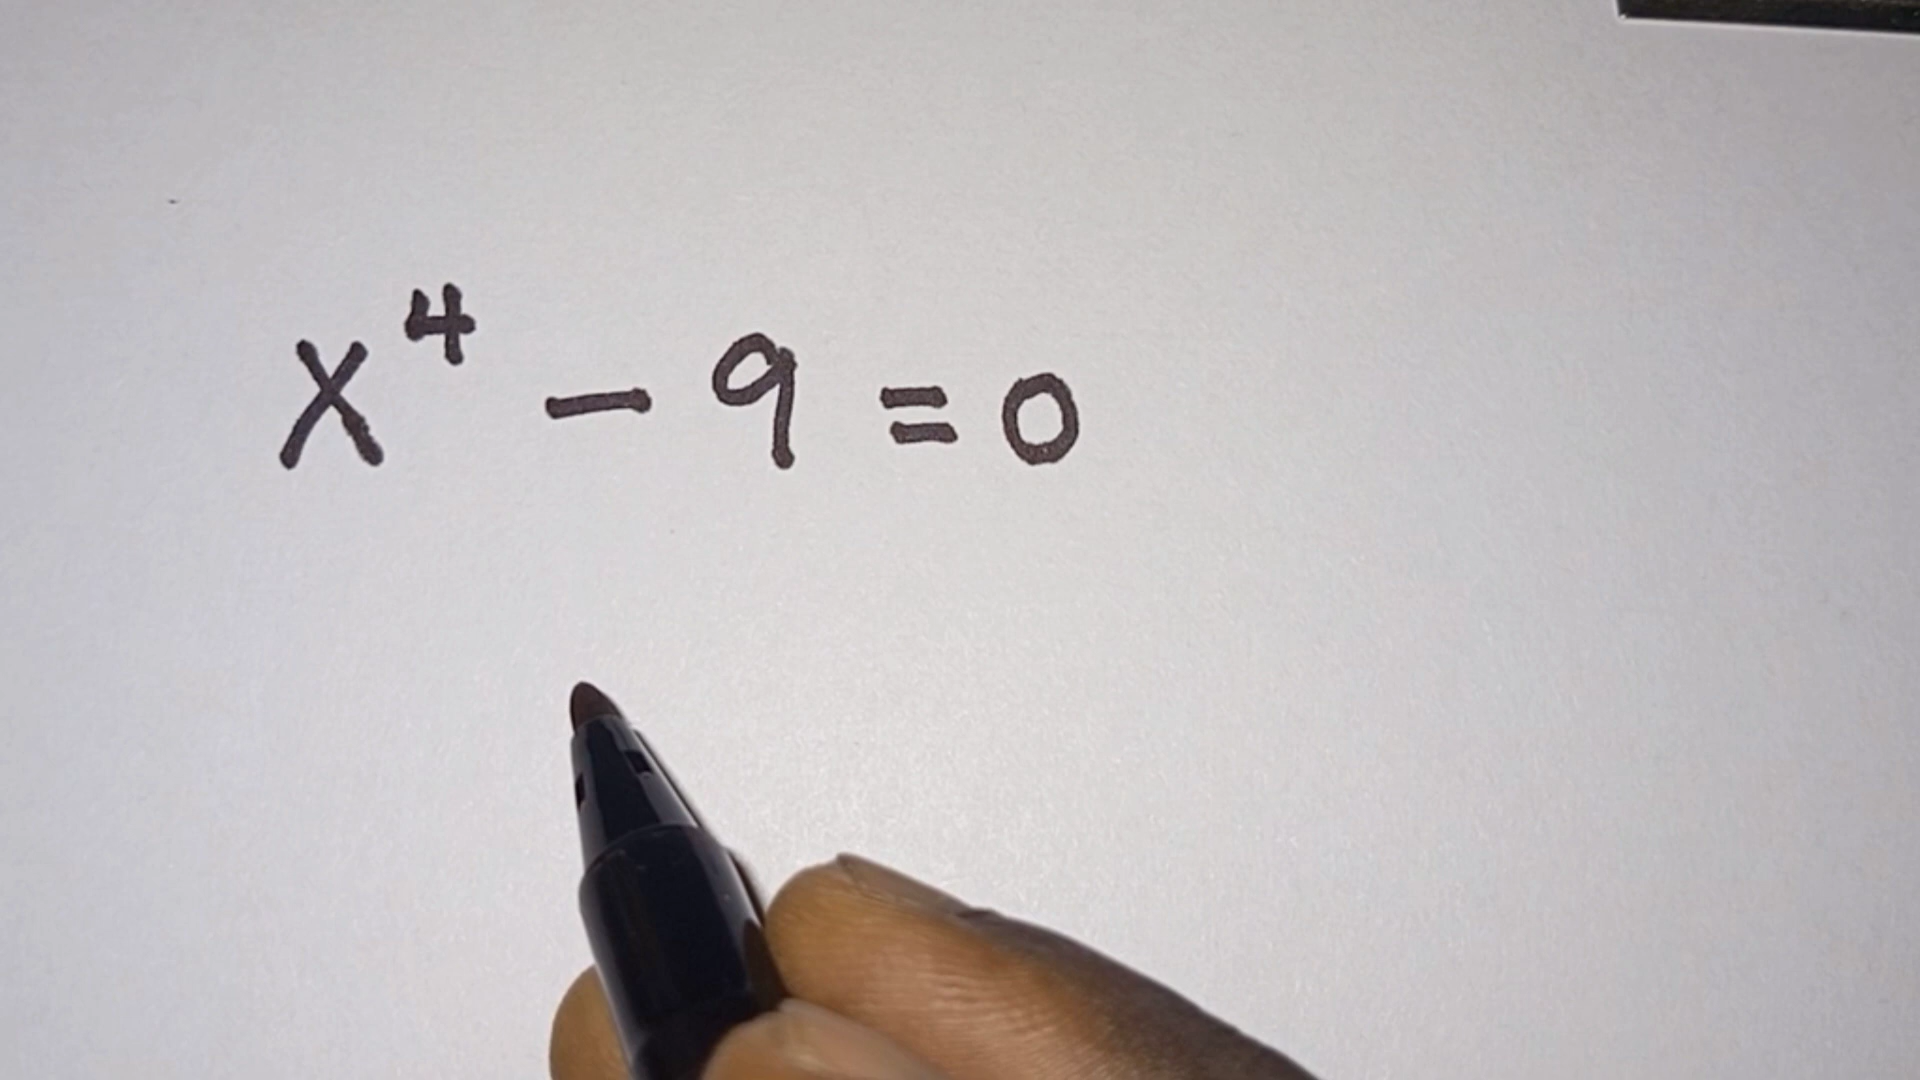 x⁴ - 9 = 0